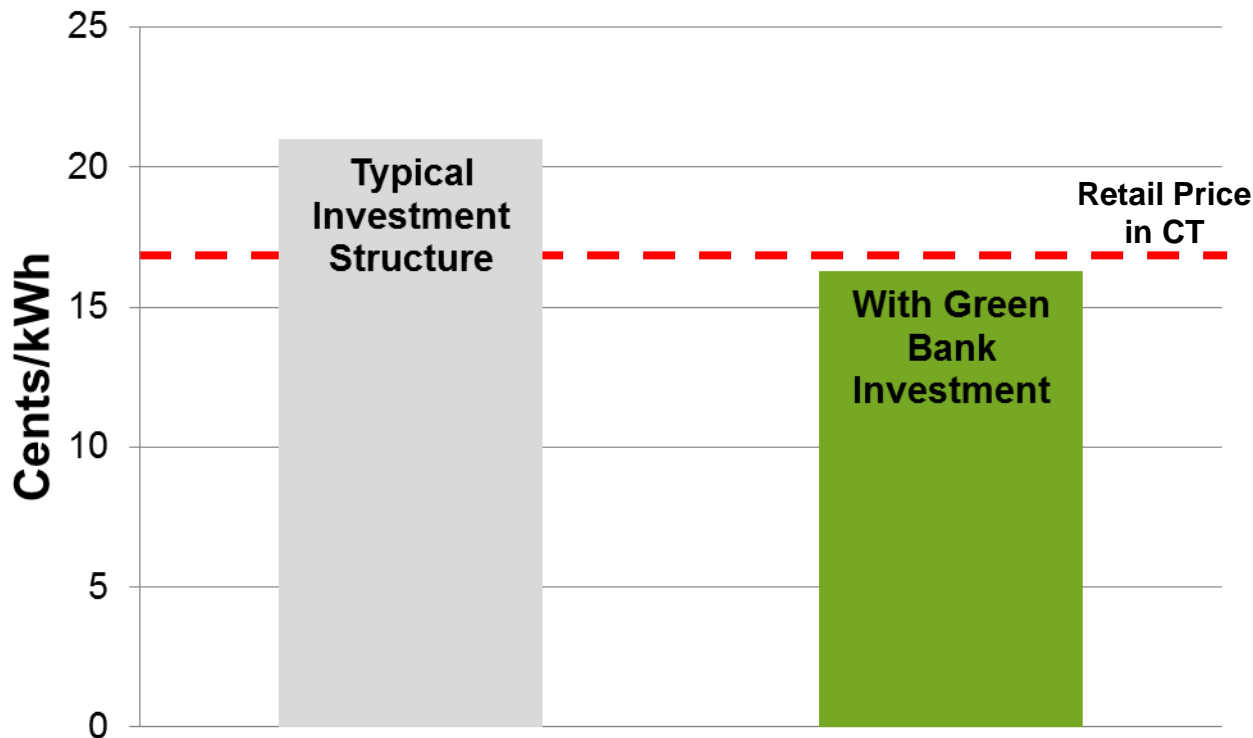 25
20
15
10
5
0
Cents/kWh
Typical
Investment
Structure
With Green
Bank
Investment
Retail Price
in CT